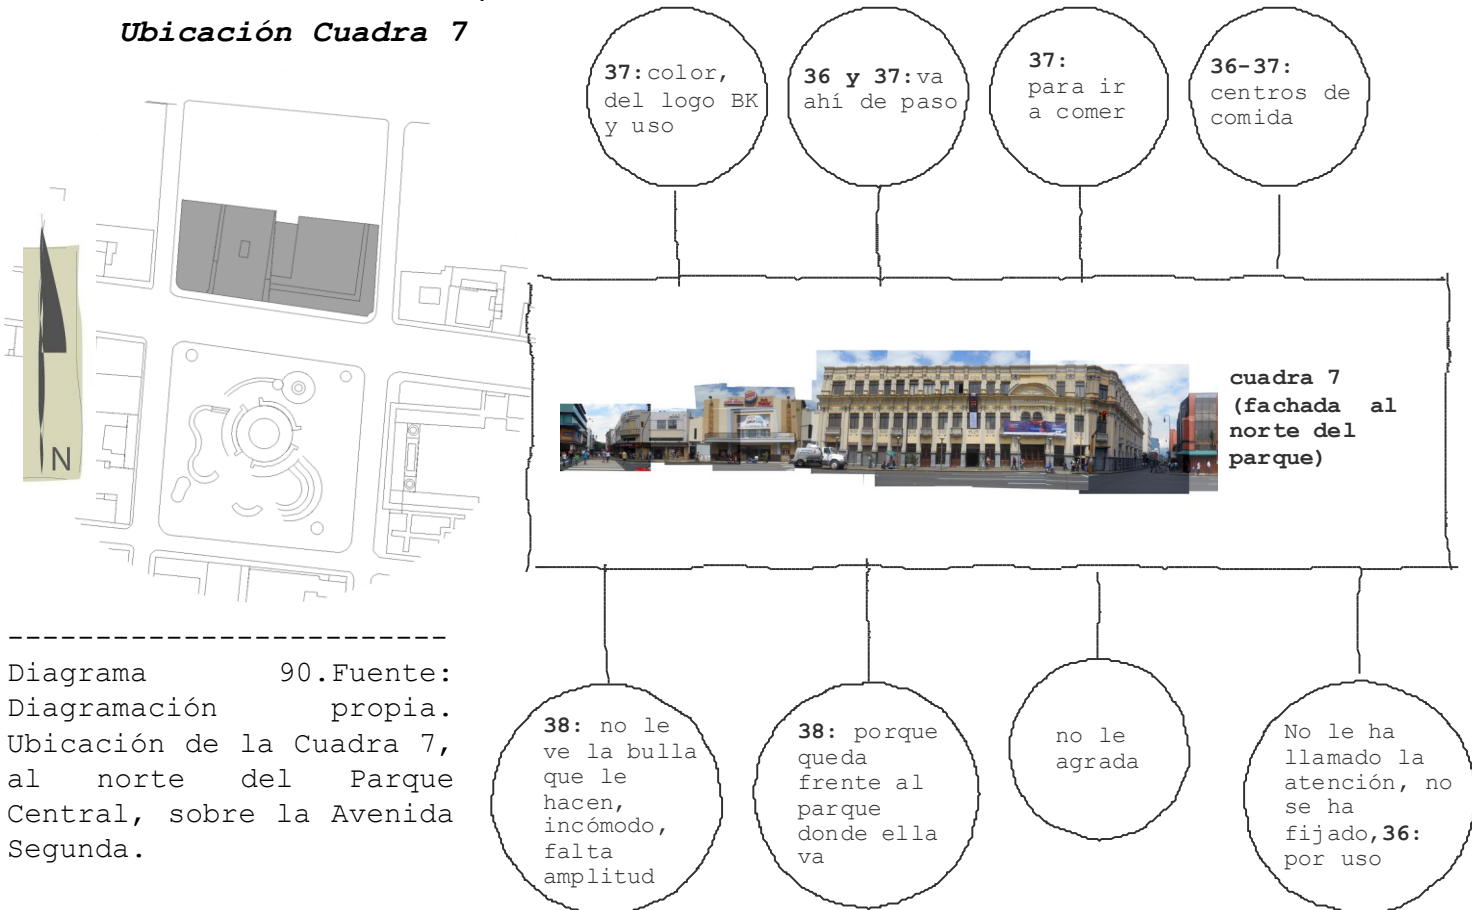 Ubicación Cuadra 7
37:color,
del logo BK
y uso
36 y 37:va
ahí de paso
37:
para ir
a comer
36-37:
centros de
comida
N
cuadra 7
(fachada al
norte del
parque)
--------------------------
Diagrama 90.Fuente:
Diagramación propia.
Ubicación de la Cuadra 7,
al norte del Parque
Central, sobre la Avenida
Segunda.
38: no le
ve la bulla
que le
hacen,
incómodo,
falta
amplitud
38: porque
queda
frente al
parque
donde ella
va
no le
agrada
No le ha
llamado la
atención, no
se ha
fijado,36:
por uso